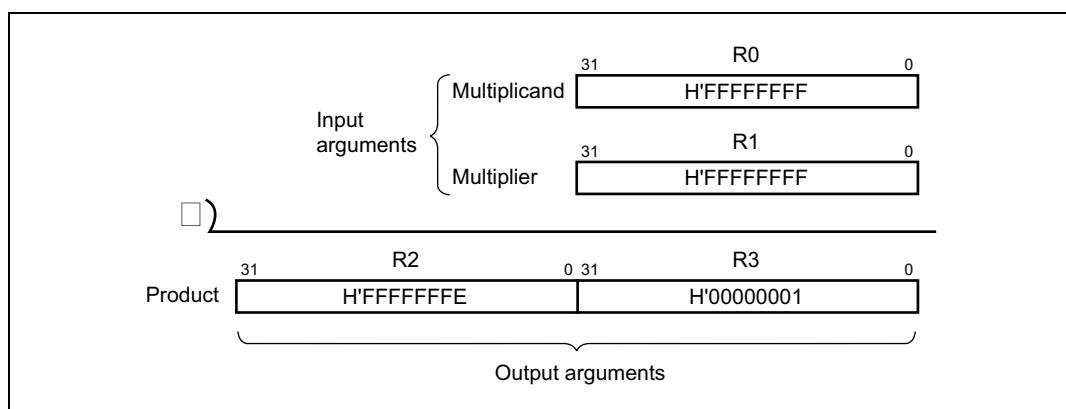 R0
31 0
Multiplicand H'FFFFFFFF
Input
arguments
R1
31 0
Multiplier H'FFFFFFFF
R2 R3
31 0 31 0
Product H'FFFFFFFE H'00000001
Output arguments